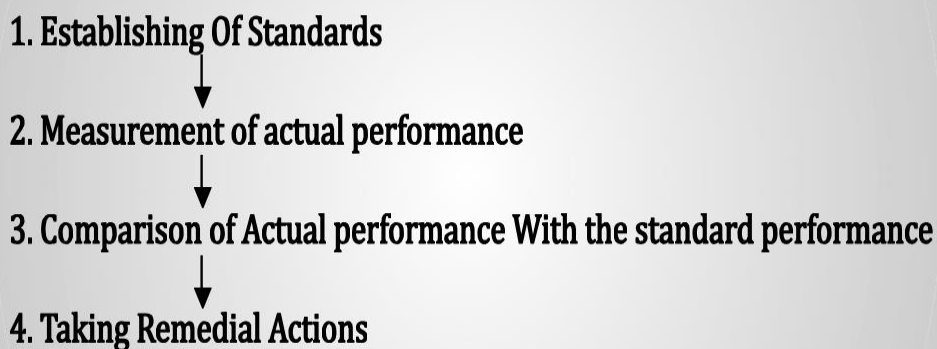 1. Establishing Of Standards
2. Measurement of actual performance
3. Comparison of Actual performance With the standard performance
4. Taking Remedial Actions